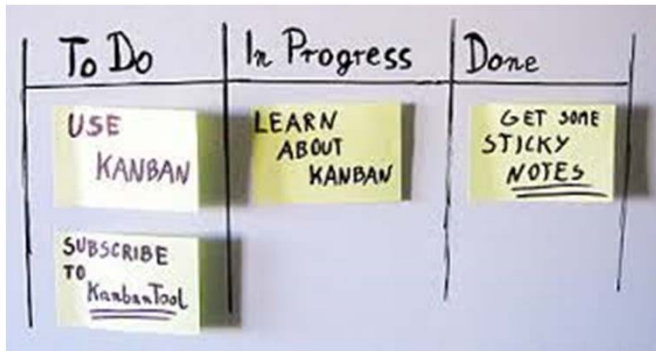 To Do
In Progress
Done
USE
KANBAN
SUBSCRIBE
TO
KanbanTool
LEARN
ABOUT
KANBAN
GET SOME
STICKY
NOTES